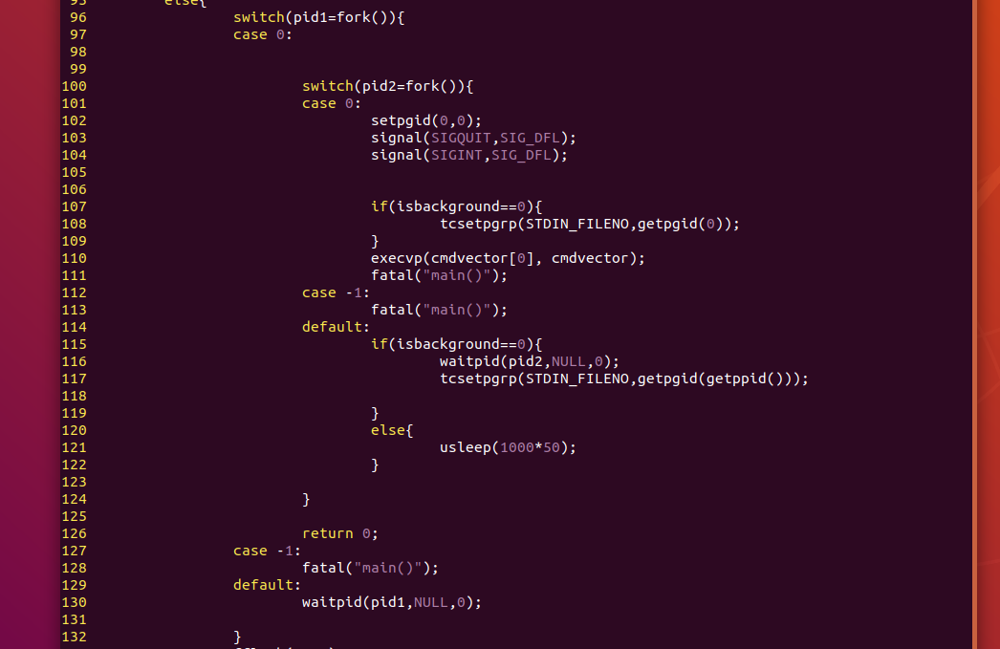 95 else{
96 switch(pid1=fork()){
97 case 0:
98
99
100 switch(pid2=fork()){
101 case 0:
102 setpgid(0,0);
103 signal(SIGQUIT,SIG_DFL);
104 signal(SIGINT,SIG_DFL);
105
106
107 if(isbackground==0){
108 tcsetpgrp(STDIN_FILENO,getpgid(0));
109 }
110 execvp(cmdvector[0], cmdvector);
111 fatal("main()");
112 case -1:
113 fatal("main()");
114 default:
115 if(isbackground==0){
116 waitpid(pid2,NULL,0);
117 tcsetpgrp(STDIN_FILENO,getpgid(getppid()));
118
119 }
120 else{
121 usleep(1000*50);
122 }
123
124 }
125
126 return 0;
127 case -1:
128 fatal("main()");
129 default:
130 waitpid(pid1,NULL,0);
131
132 }